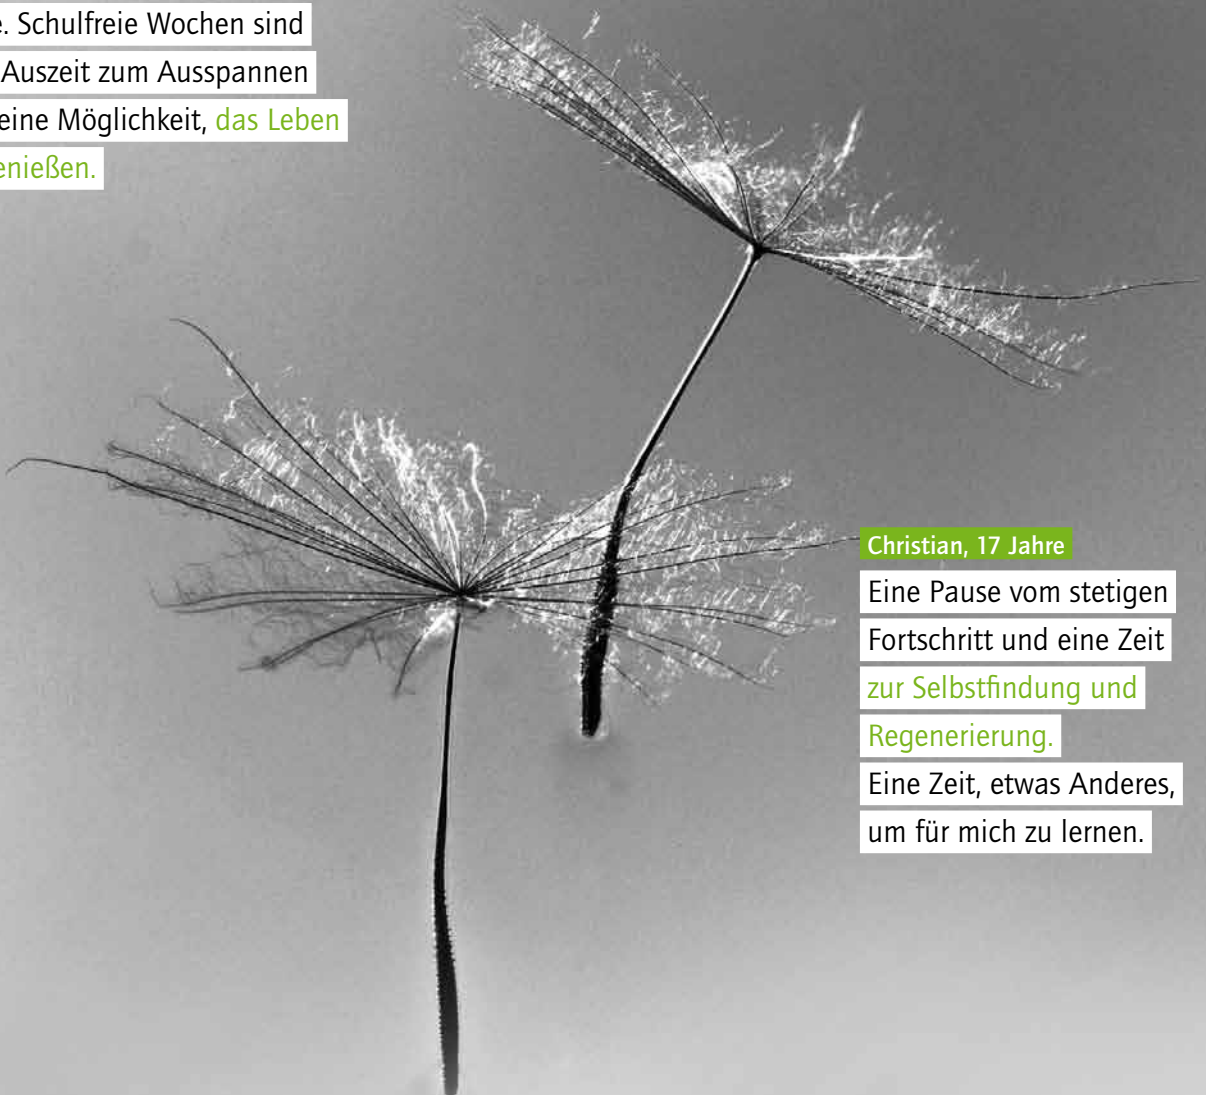 e. Schulfreie Wochen sind
Auszeit zum Ausspannen
eine Möglichkeit, das Leben
enießen.
Christian, 17 Jahre
Eine Pause vom stetigen
Fortschritt und eine Zeit
zur Selbstfindung und
Regenerierung.
Eine Zeit, etwas Anderes,
um für mich zu lernen.